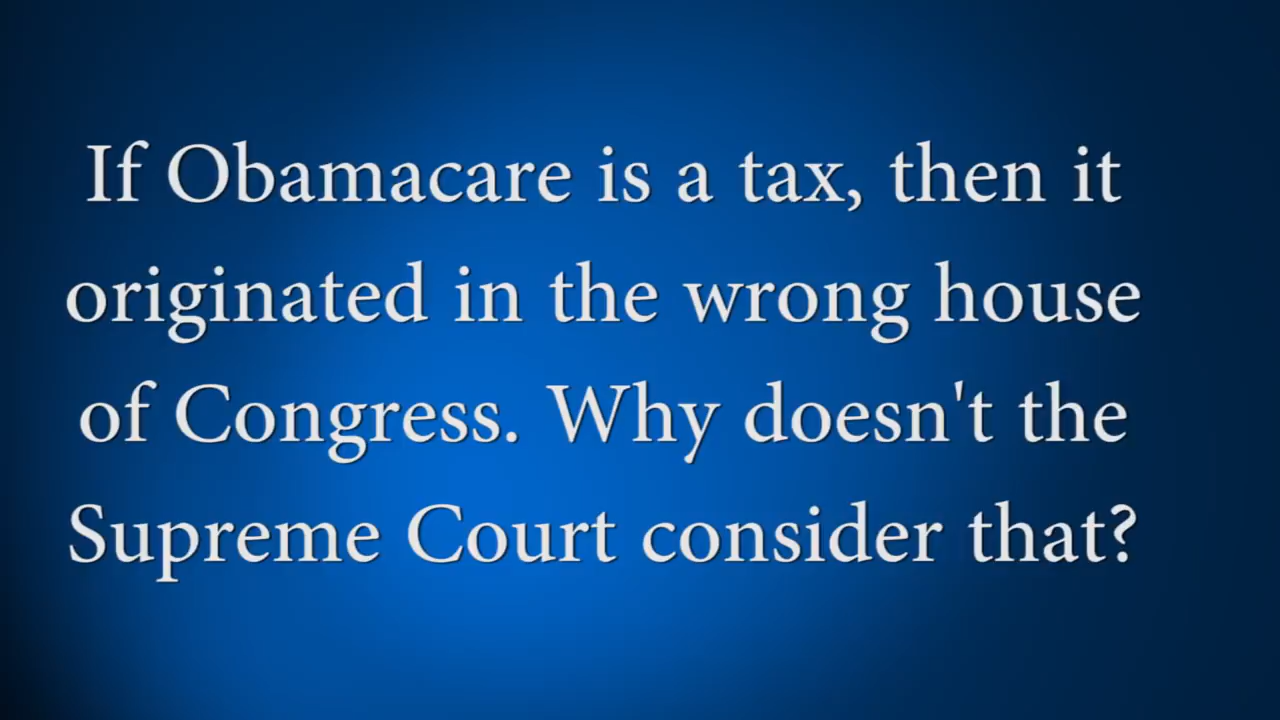 If Obamacare is a tax, then it
originated in the wrong house
of Congress. Why doesn't the
Supreme Court consider that?